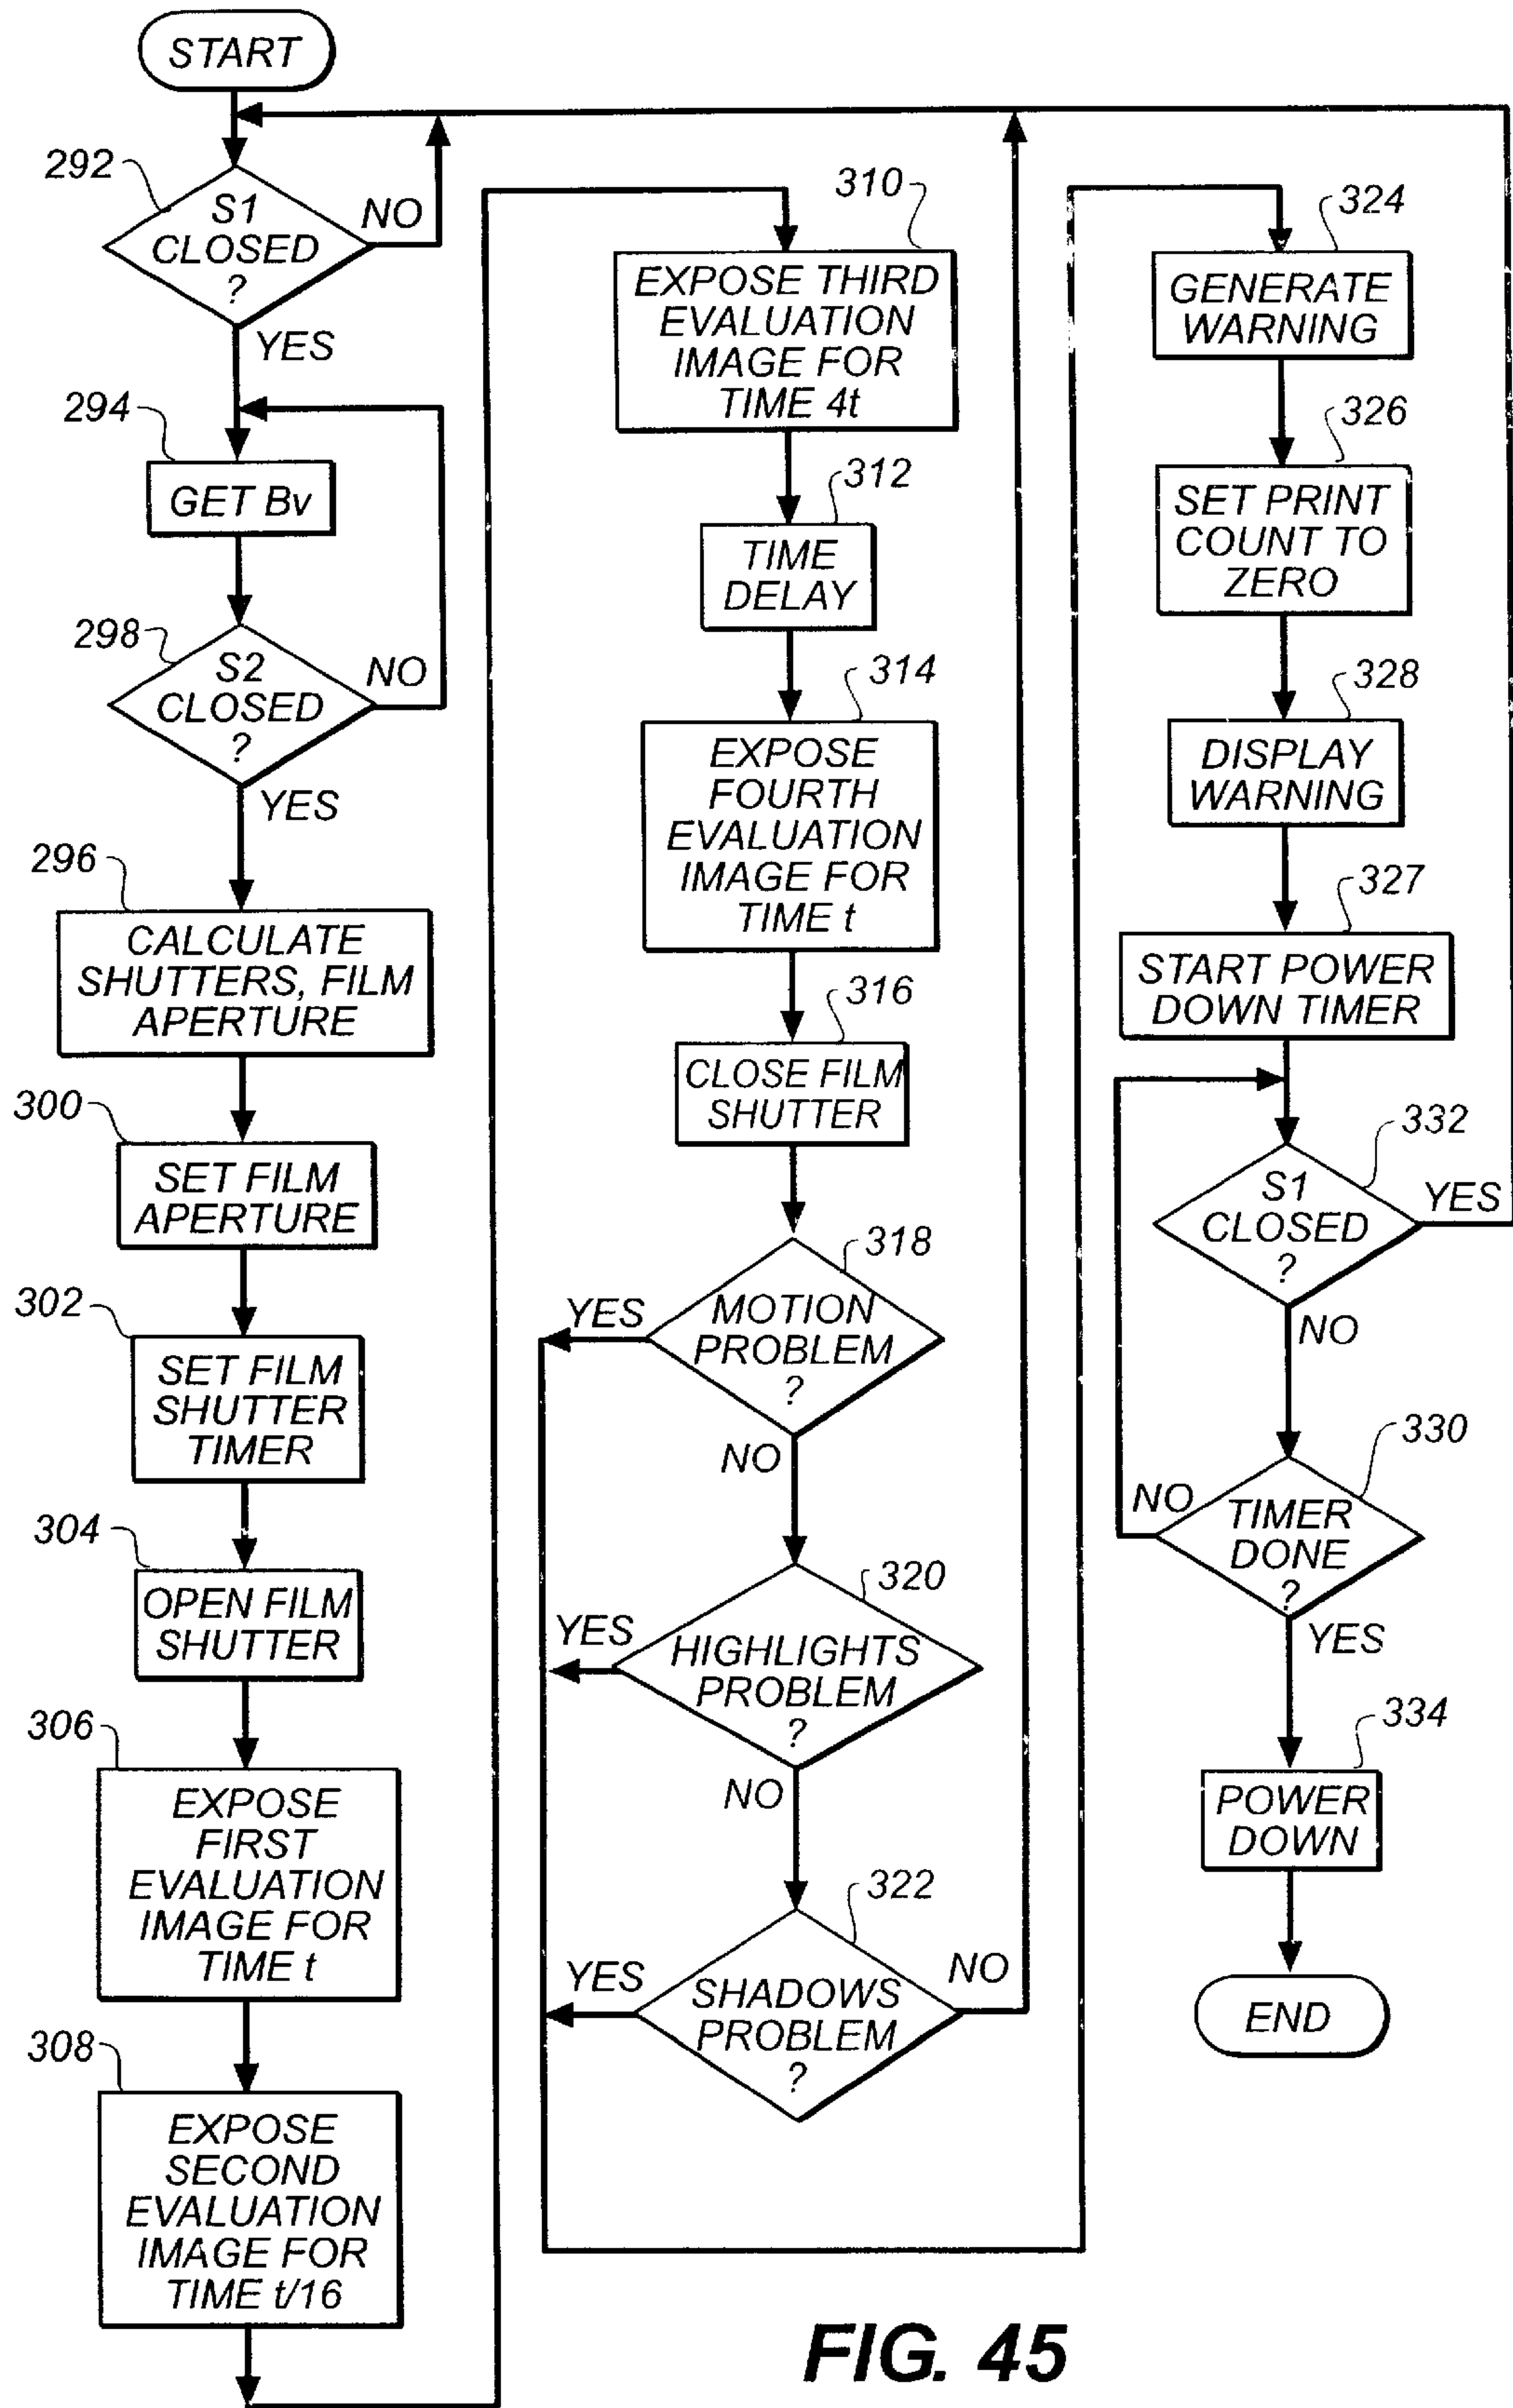 START
292
S1
CLOSED
?
NO
YES
294
GET Bv
298
S2
CLOSED
?
NO
YES
296
CALCULATE
SHUTTERS, FILM
APERTURE
300
SET FILM
APERTURE
302
SET FILM
SHUTTER
TIMER
304
OPEN FILM
SHUTTER
306
EXPOSE
FIRST
EVALUATION
IMAGE FOR
TIME t
308
EXPOSE
SECOND
EVALUATION
IMAGE FOR
TIME t/16
310
EXPOSE THIRD
EVALUATION
IMAGE FOR
TIME 4t
312
TIME
DELAY
314
EXPOSE
FOURTH
EVALUATION
IMAGE FOR
TIME t
316
CLOSE FILM
SHUTTER
318
YES
MOTION
PROBLEM
?
NO
320
YES
HIGHLIGHTS
PROBLEM
?
NO
322
YES
SHADOWS
PROBLEM
?
NO
324
GENERATE
WARNING
326
SET PRINT
COUNT TO
ZERO
328
DISPLAY
WARNING
327
START POWER
DOWN TIMER
332
S1
CLOSED
?
YES
NO
330
NO
TIMER
DONE
?
YES
334
POWER
DOWN
END
FIG. 45